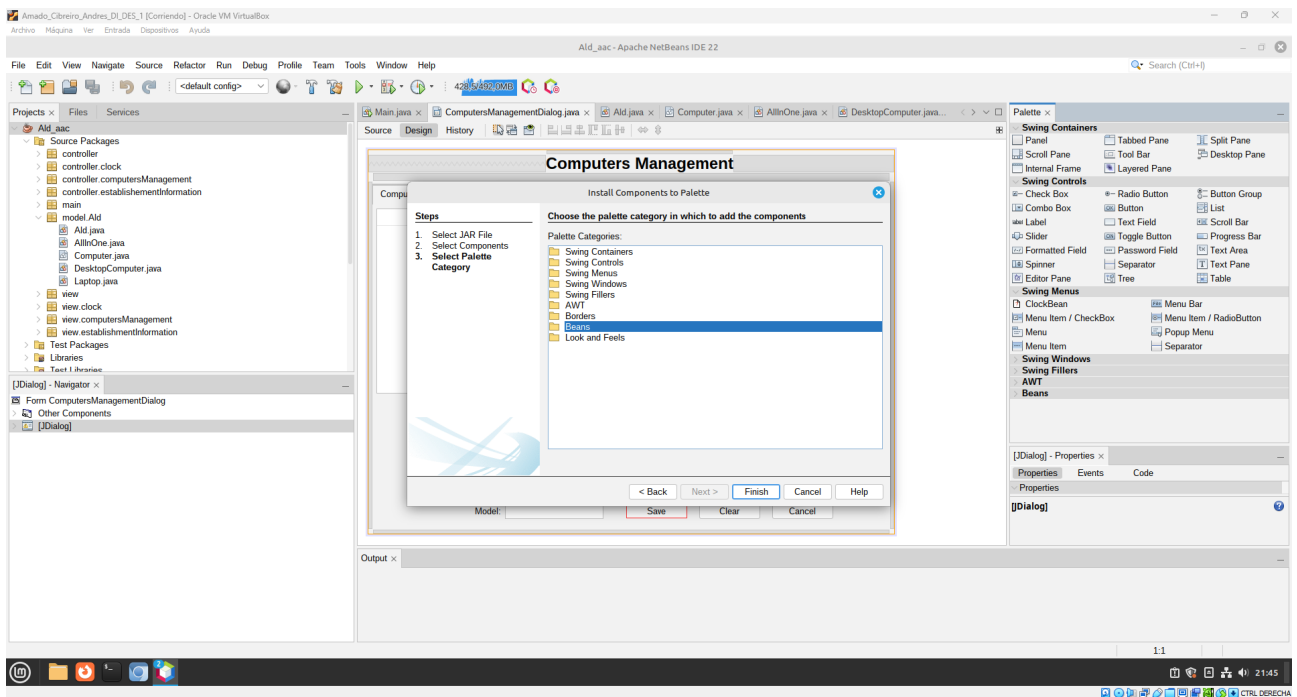 Amado_Cibreiro_Andres_DI_DES_1 [Corriendo] - Oracle VM VirtualBox
Archivo Máquina Ver Entrada Dispositivos Ayuda
Ald_aac - Apache NetBeans IDE 22
File Edit View Navigate Source Refactor Run Debug Profile Team Tools Window Help
Search (Ctrl+I)
<default config>
428,5/492,0MB
Projects Files Services
Main.java ComputersManagementDialog.java Ald.java Computer.java AllInOne.java DesktopComputer.java...
Palette
Source Design History
Ald_aac
Source Packages
controller
controller.clock
controller.computersManagement
controller.establishementInformation
main
model.Ald
Ald.java
AllInOne.java
Computer.java
DesktopComputer.java
Laptop.java
view
view.clock
view.computersManagement
view.establishmentInformation
Test Packages
Libraries
Test Libraries
[JDialog] - Navigator
Form ComputersManagementDialog
Other Components
[JDialog]
Computers Management
Compu
Install Components to Palette
Steps
1. Select JAR File
2. Select Components
3. Select Palette
Category
Choose the palette category in which to add the components
Palette Categories:
Swing Containers
Swing Controls
Swing Menus
Swing Windows
Swing Fillers
AWT
Borders
Beans
Look and Feels
< Back Next > Finish Cancel Help
Model: Save Clear Cancel
Output
Swing Containers
Panel Tabbed Pane Split Pane
Scroll Pane Tool Bar Desktop Pane
Internal Frame Layered Pane
Swing Controls
Check Box Radio Button Button Group
Combo Box Button List
label Label Text Field Scroll Bar
Slider Toggle Button Progress Bar
Formatted Field Password Field Text Area
Spinner Separator Text Pane
Editor Pane Tree Table
Swing Menus
ClockBean Menu Bar
Menu Item / CheckBox Menu Item / RadioButton
Menu Popup Menu
Menu Item Separator
Swing Windows
Swing Fillers
AWT
Beans
[JDialog] - Properties
Properties Events Code
Properties
[JDialog]
1:1
21:45
CTRL DERECHA